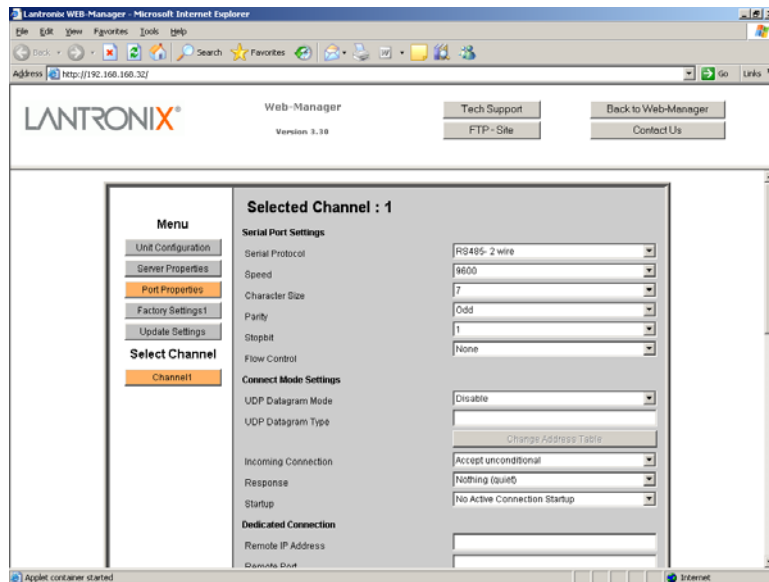 Lantronix WEB-Manager - Microsoft Internet Explorer
File Edit View Favorites Tools Help
Back Search Favorites
Address http://192.168.168.32/ Go Links
LANTRONIX®
Web-Manager
Version 3.30
Tech Support
Back to Web-Manager
FTP - Site
Contact Us
Menu
Unit Configuration
Server Properties
Port Properties
Factory Settings1
Update Settings
Select Channel
Channel1
Selected Channel : 1
Serial Port Settings
Serial Protocol RS485- 2 wire
Speed 9600
Character Size 7
Parity Odd
Stopbit 1
Flow Control None
Connect Mode Settings
UDP Datagram Mode Disable
UDP Datagram Type
Change Address Table
Incoming Connection Accept unconditional
Response Nothing (quiet)
Startup No Active Connection Startup
Dedicated Connection
Remote IP Address
Remote Port
Applet container started Internet